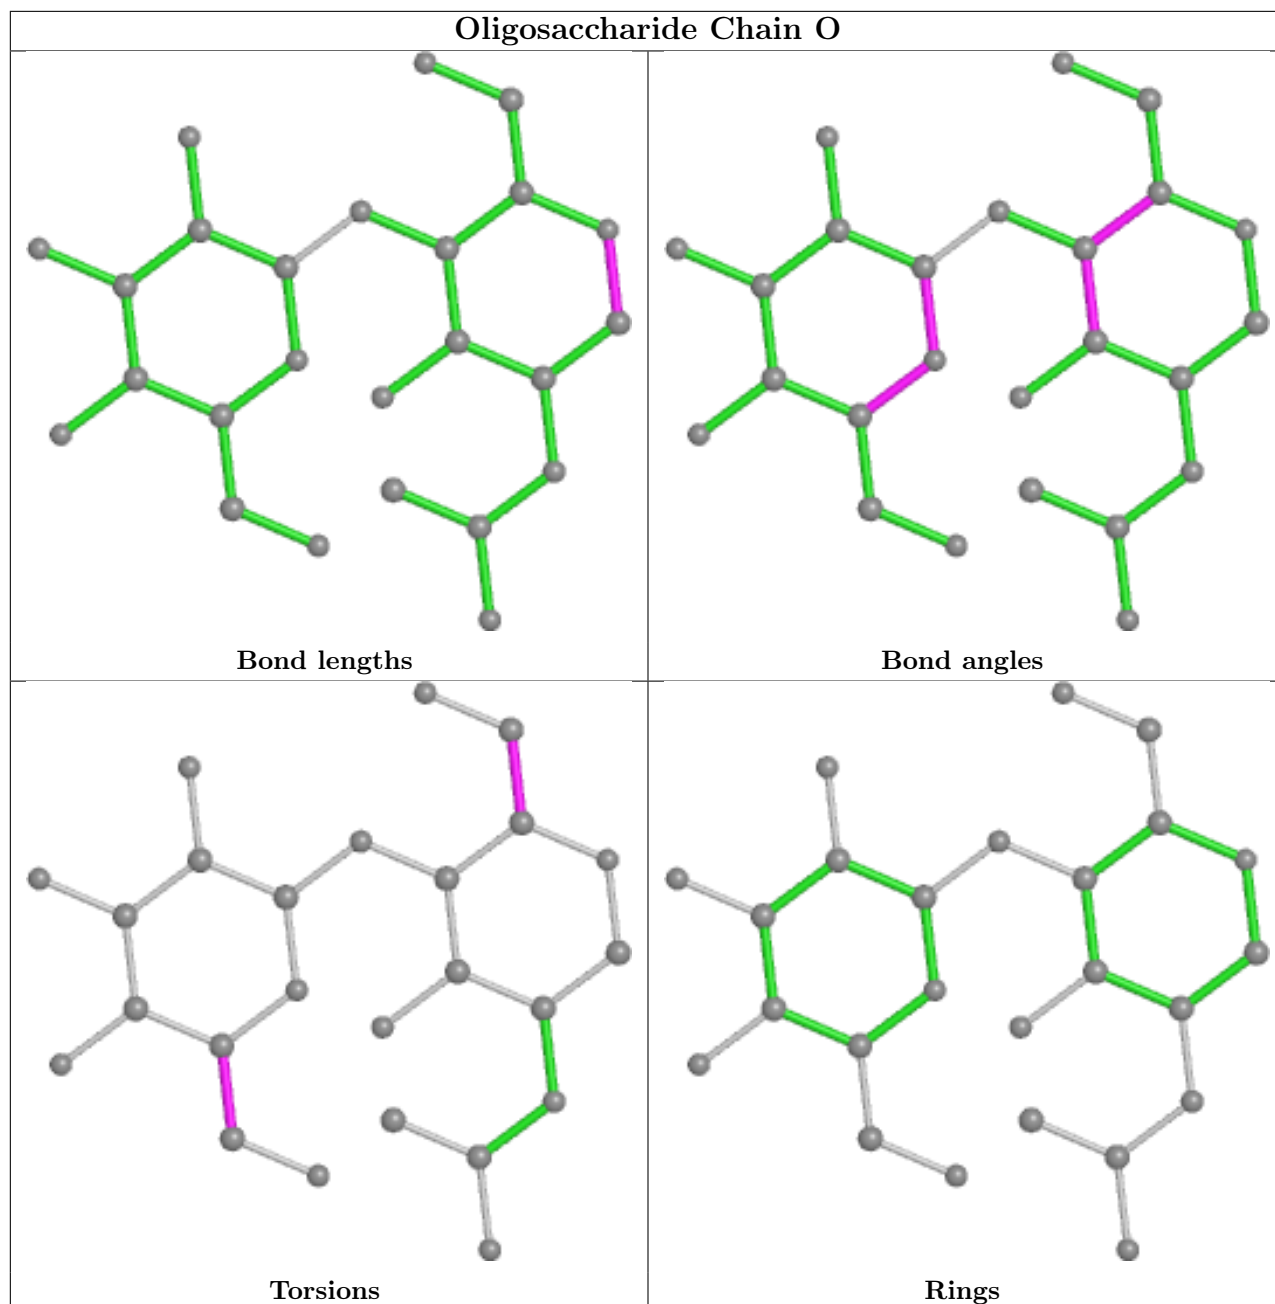 Oligosaccharide Chain O
Bond lengths
Bond angles
Torsions
Rings